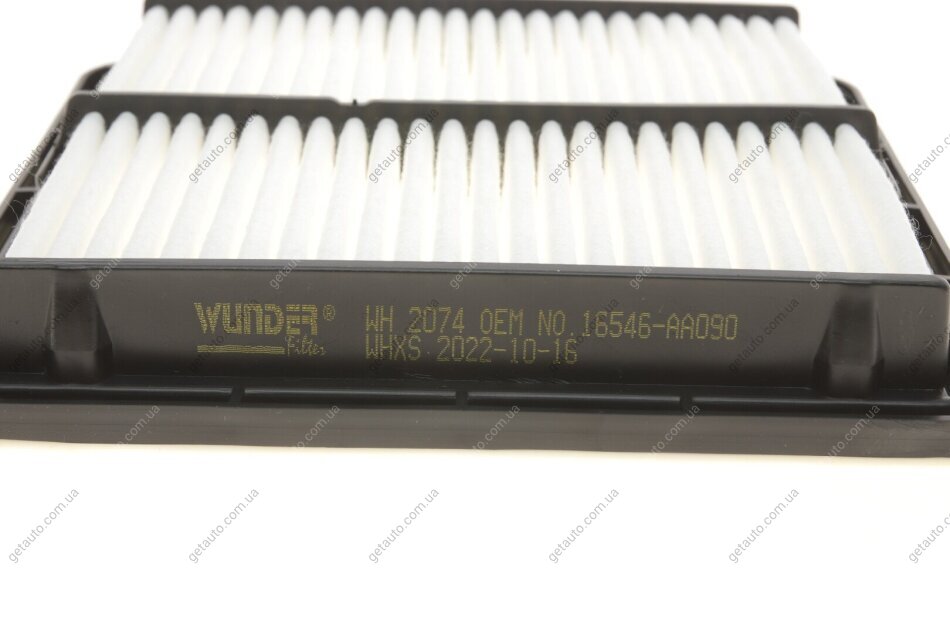 WUNDER® WH 2074 OEM NO.16546-AA090
Filter WHXS 2022-10-16
getauto.com.ua